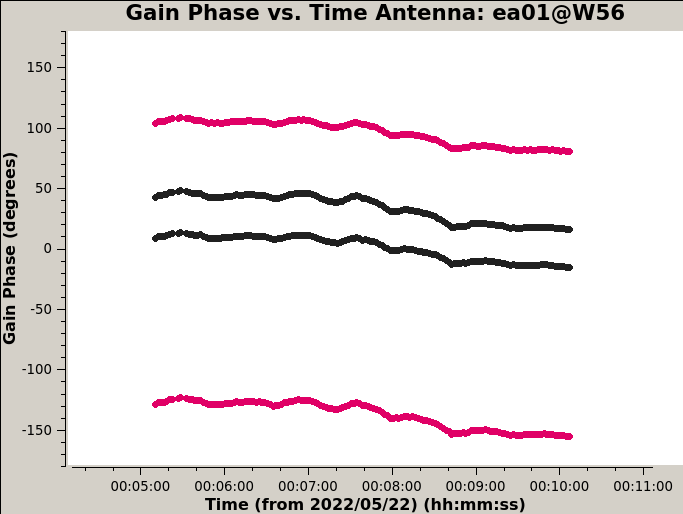 Gain Phase vs. Time Antenna: ea01@W56
150
100
50
0
-50
-100
-150
Gain Phase (degrees)
00:05:00 00:06:00 00:07:00 00:08:00 00:09:00 00:10:00 00:11:00
Time (from 2022/05/22) (hh:mm:ss)